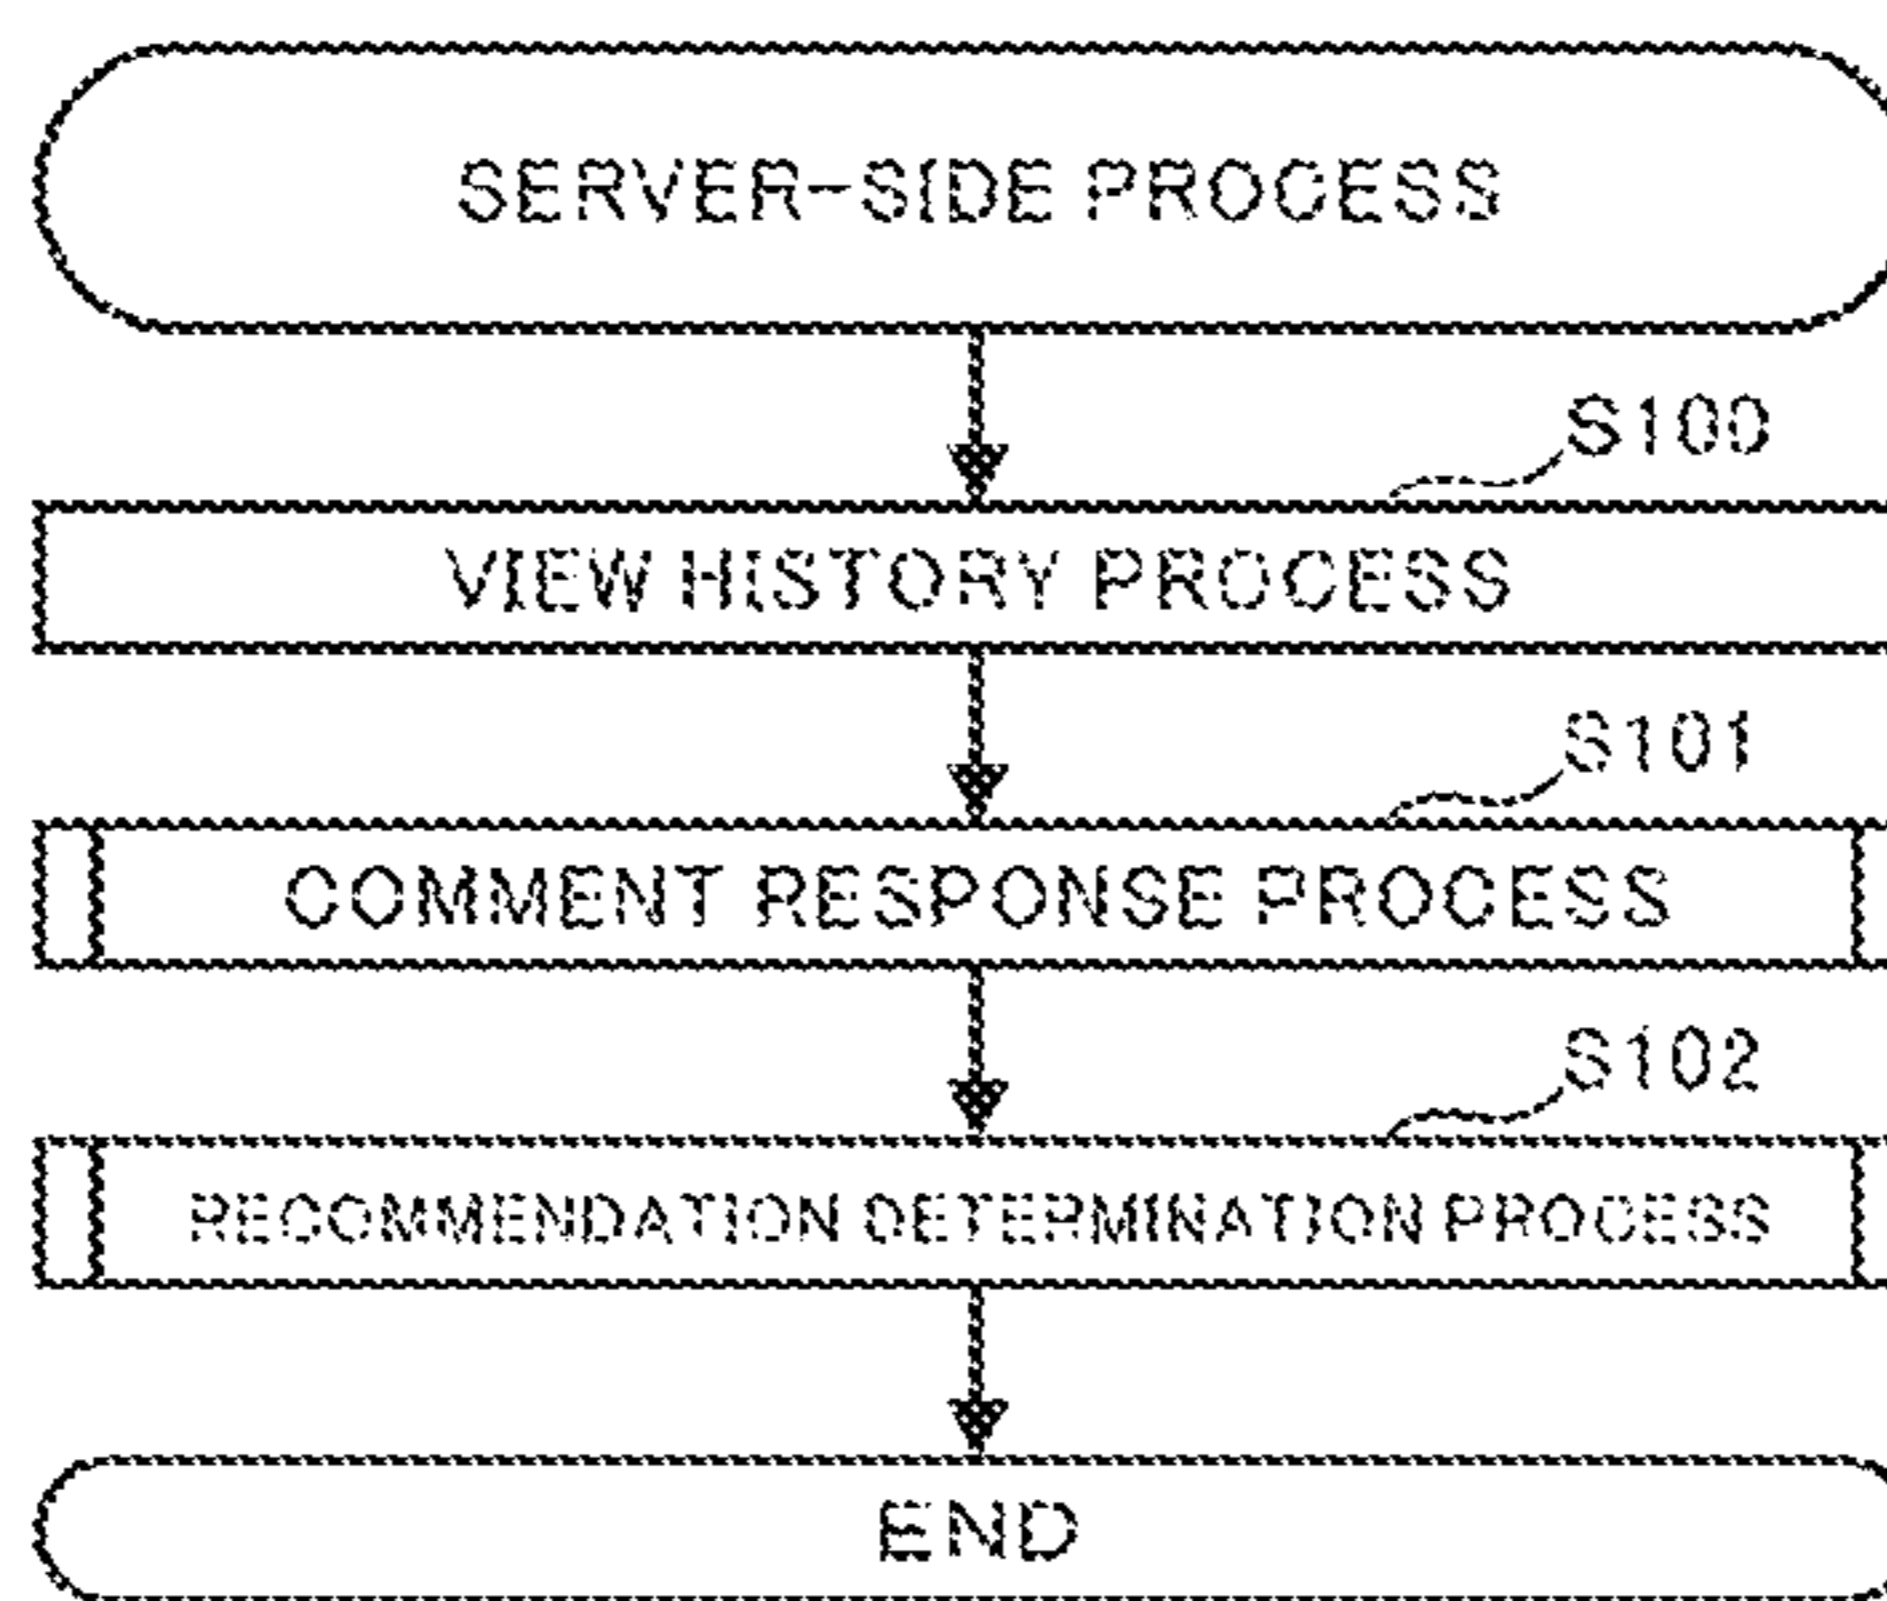 SERVER-SIDE PROCESS
S100
VIEW HISTORY PROCESS
S101
COMMENT RESPONSE PROCESS
S102
RECOMMENDATION DETERMINATION PROCESS
END